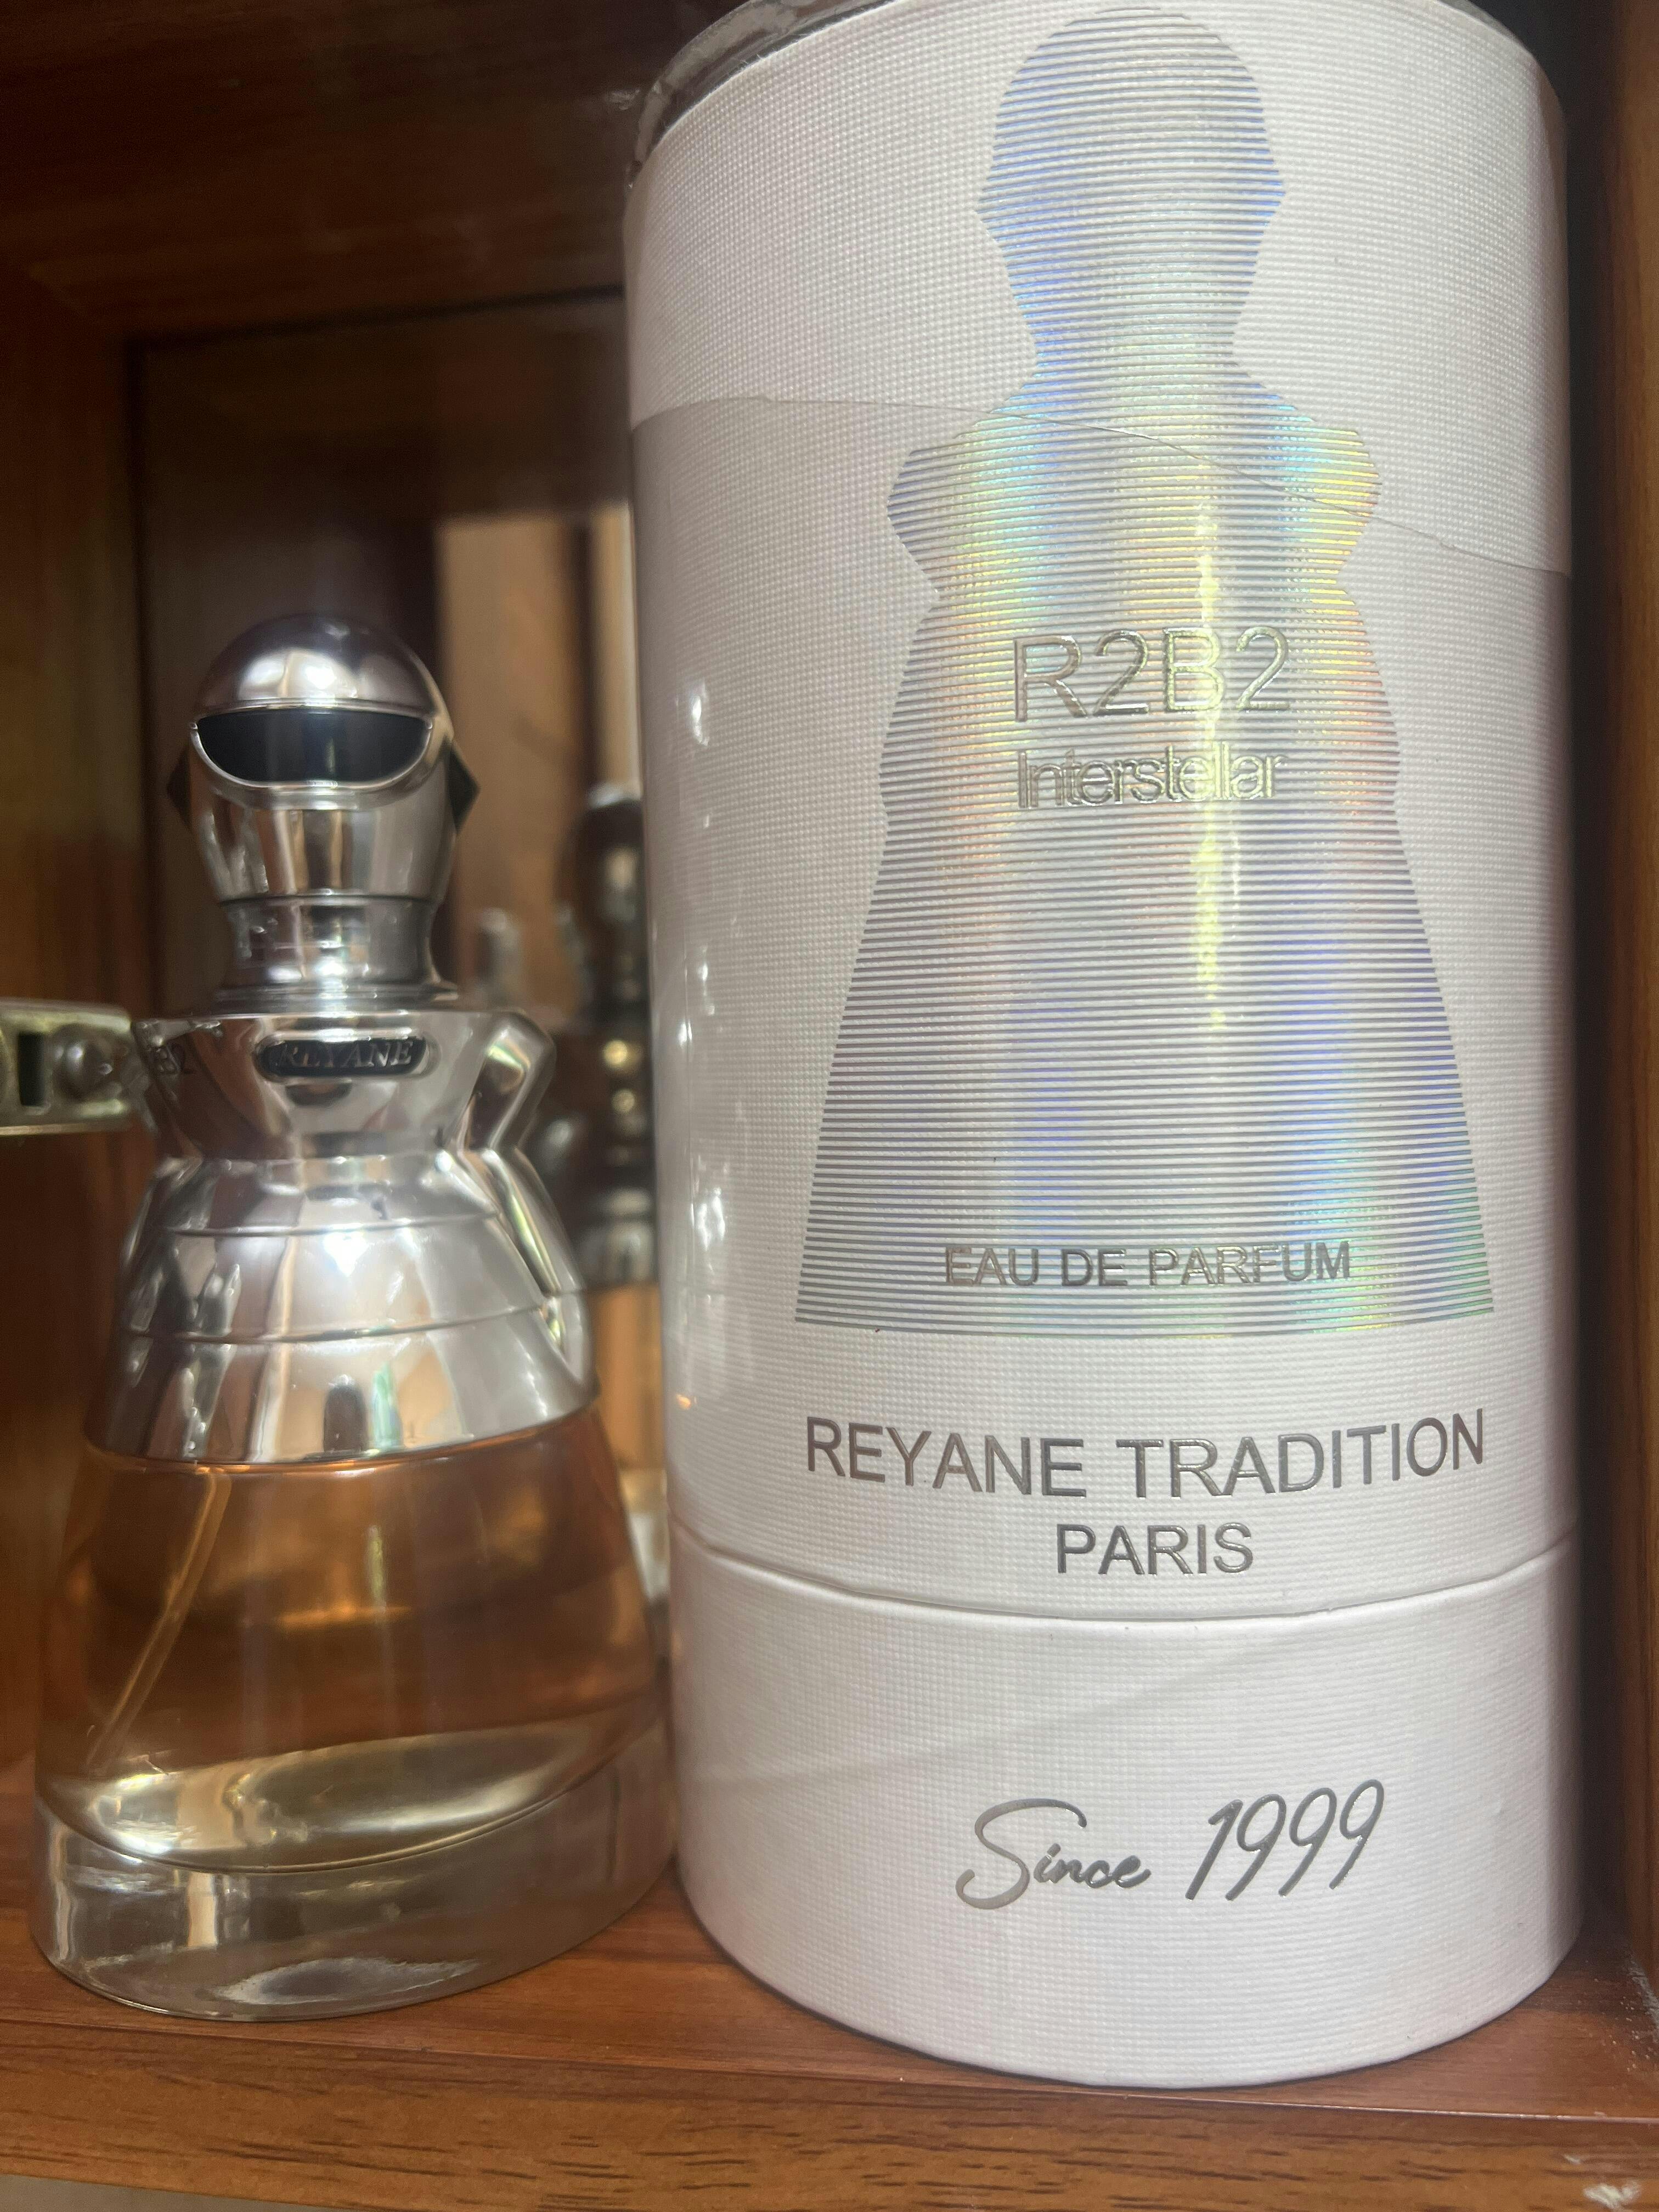 R2B2
Interstellar
EAU DE PARFUM
REYANE TRADITION
PARIS
Since 1999
REYANE